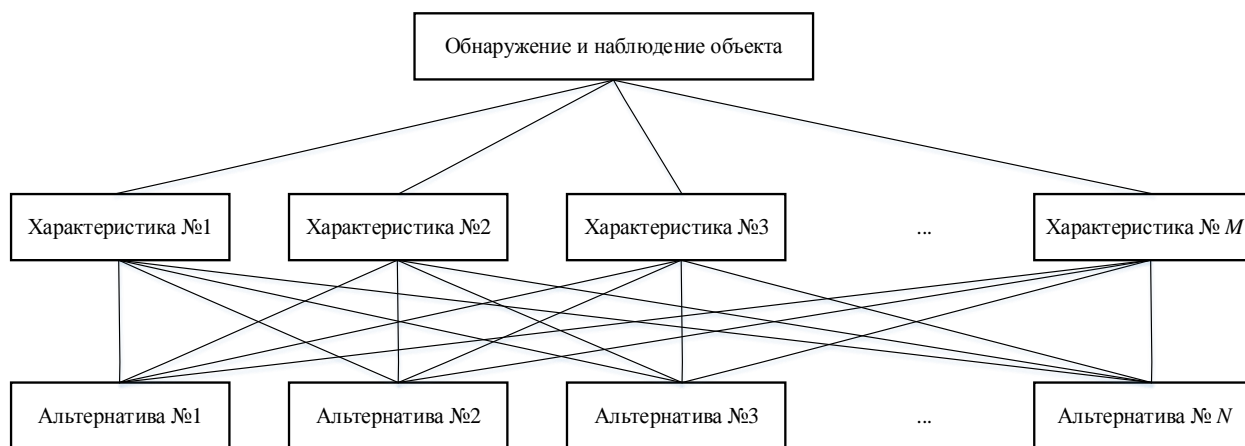 Обнаружение и наблюдение объекта
Характеристика №1
Характеристика №2
Характеристика №3
...
Характеристика № M
Альтернатива №1
Альтернатива №2
Альтернатива №3
...
Альтернатива № N